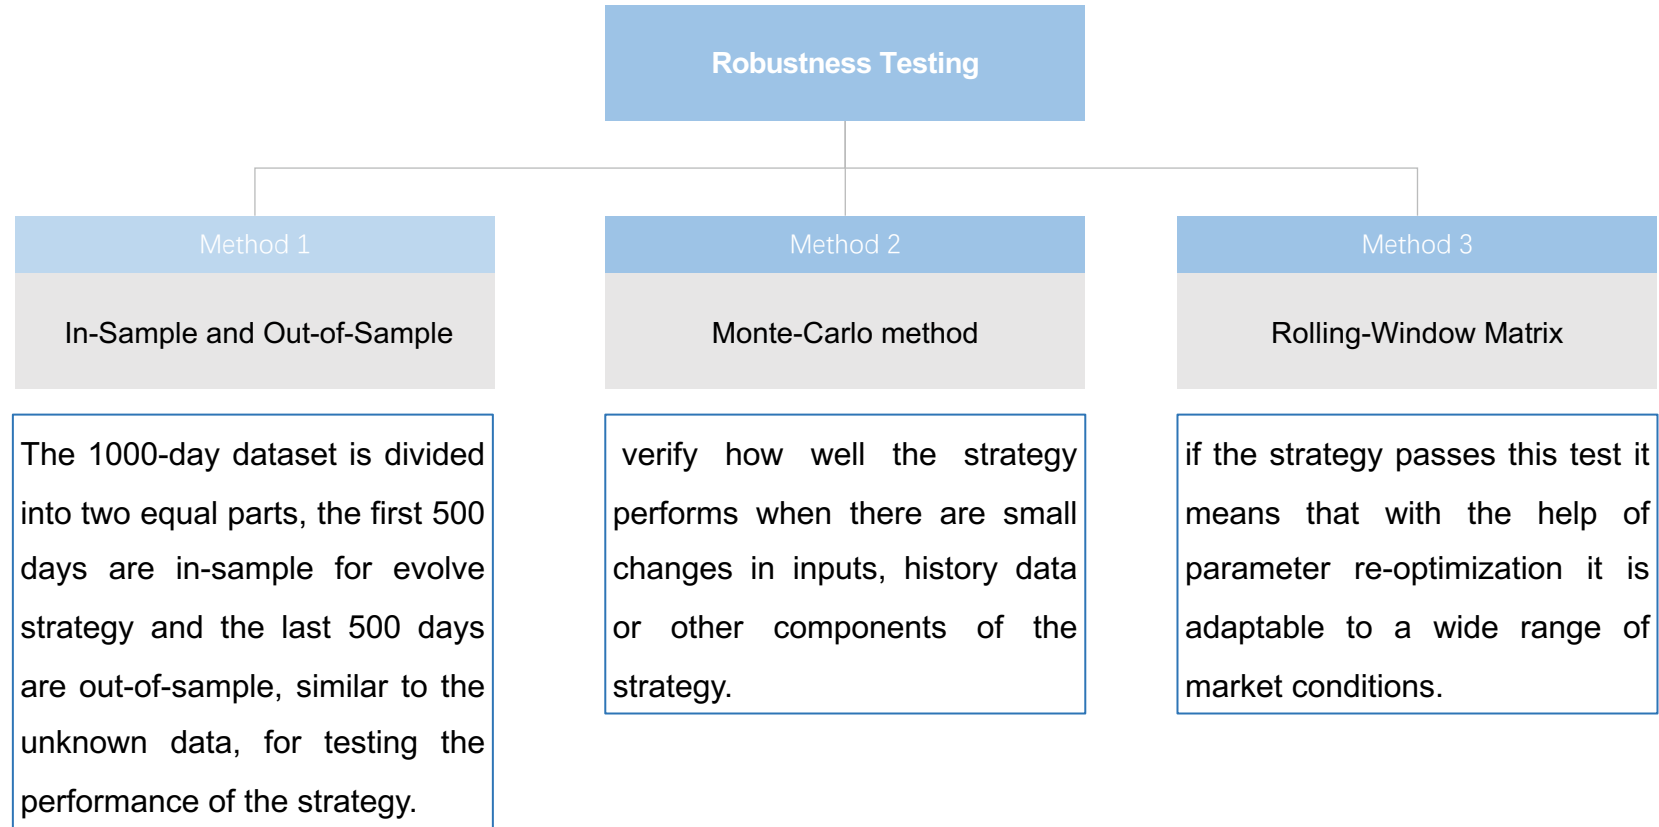 Robustness Testing
Method 1
In-Sample and Out-of-Sample
The 1000-day dataset is divided
into two equal parts, the first 500
days are in-sample for evolve
strategy and the last 500 days
are out-of-sample, similar to the
unknown data, for testing the
performance of the strategy.
Method 2
Monte-Carlo method
verify how well the strategy
performs when there are small
changes in inputs, history data
or other components of the
strategy.
Method 3
Rolling-Window Matrix
if the strategy passes this test it
means that with the help of
parameter re-optimization it is
adaptable to a wide range of
market conditions.